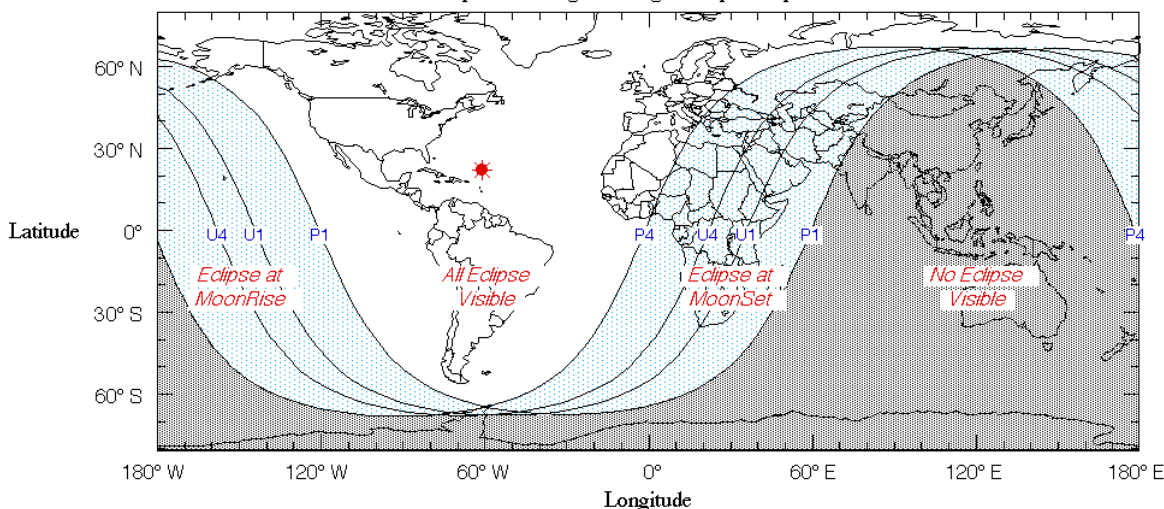 60° N
30° N
Latitude
0°
30° S
60° S
U4 U1 P1 P4 U4 U1 P1 P4
Eclipse at
MoonRise
All Eclipse
Visible
Eclipse at
MoonSet
No Eclipse
Visible
180° W 120° W 60° W 0° 60° E 120° E 180° E
Longitude